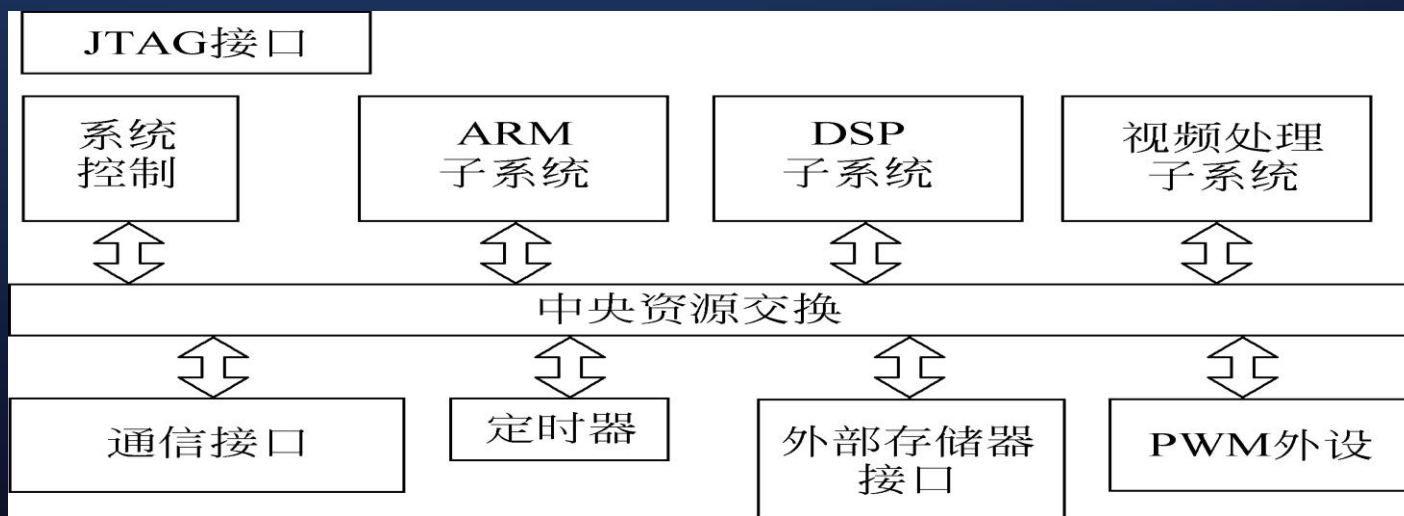 JTAG接口
系统
控制
ARM
子系统
DSP
子系统
视频处理
子系统
中央资源交换
通信接口
定时器
外部存储器
接口
PWM外设